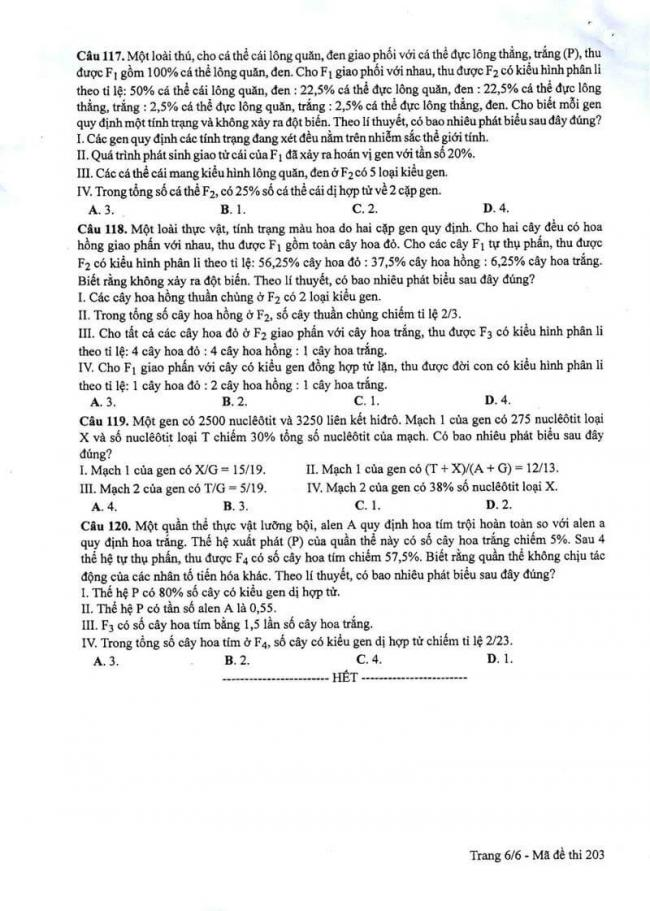 Câu 117. Một loài thú, cho cá thể cái lông quăn, đen giao phối với cá thể đực lông thẳng, trắng (P), thu
được F1 gồm 100% cá thể lông quăn, đen. Cho F1 giao phối với nhau, thu được F2 có kiểu hình phân li
theo tỉ lệ: 50% cá thể cái lông quăn, đen : 22,5% cá thể đực lông quăn, đen : 22,5% cá thể đực lông
thẳng, trắng : 2,5% cá thể đực lông quăn, trắng : 2,5% cá thể đực lông thẳng, đen. Cho biết mỗi gen
quy định một tính trạng và không xảy ra đột biến. Theo lí thuyết, có bao nhiêu phát biểu sau đây đúng?
I. Các gen quy định các tính trạng đang xét đều nằm trên nhiễm sắc thể giới tính.
II. Quá trình phát sinh giao tử cái của F1 đã xảy ra hoán vị gen với tần số 20%.
III. Các cá thể cái mang kiểu hình lông quăn, đen ở F2 có 5 loại kiểu gen.
IV. Trong tổng số cá thể F2, có 25% số cá thể cái dị hợp tử về 2 cặp gen.
A. 3. B. 1. C. 2. D. 4.
Câu 118. Một loài thực vật, tính trạng màu hoa do hai cặp gen quy định. Cho hai cây đều có hoa
hồng giao phấn với nhau, thu được F1 gồm toàn cây hoa đỏ. Cho các cây F1 tự thụ phấn, thu được
F2 có kiểu hình phân li theo tỉ lệ: 56,25% cây hoa đỏ : 37,5% cây hoa hồng : 6,25% cây hoa trắng.
Biết rằng không xảy ra đột biến. Theo lí thuyết, có bao nhiêu phát biểu sau đây đúng?
I. Các cây hoa hồng thuần chủng ở F2 có 2 loại kiểu gen.
II. Trong tổng số cây hoa hồng ở F2, số cây thuần chủng chiếm tỉ lệ 2/3.
III. Cho tất cả các cây hoa đỏ ở F2 giao phấn với cây hoa trắng, thu được F3 có kiểu hình phân li
theo tỉ lệ: 4 cây hoa đỏ : 4 cây hoa hồng : 1 cây hoa trắng.
IV. Cho F1 giao phấn với cây có kiểu gen đồng hợp tử lặn, thu được đời con có kiểu hình phân li
theo tỉ lệ: 1 cây hoa đỏ : 2 cây hoa hồng : 1 cây hoa trắng.
A. 3. B. 2. C. 1. D. 4.
Câu 119. Một gen có 2500 nuclêôtit và 3250 liên kết hiđrô. Mạch 1 của gen có 275 nuclêôtit loại
X và số nuclêôtit loại T chiếm 30% tổng số nuclêôtit của mạch. Có bao nhiêu phát biểu sau đây
đúng?
I. Mạch 1 của gen có X/G = 15/19. II. Mạch 1 của gen có (T + X)/(A + G) = 12/13.
III. Mạch 2 của gen có T/G = 5/19. IV. Mạch 2 của gen có 38% số nuclêôtit loại X.
A. 4. B. 3. C. 1. D. 2.
Câu 120. Một quần thể thực vật lưỡng bội, alen A quy định hoa tím trội hoàn toàn so với alen a
quy định hoa trắng. Thế hệ xuất phát (P) của quần thể này có số cây hoa trắng chiếm 5%. Sau 4
thế hệ tự thụ phấn, thu được F4 có số cây hoa tím chiếm 57,5%. Biết rằng quần thể không chịu tác
động của các nhân tố tiến hóa khác. Theo lí thuyết, có bao nhiêu phát biểu sau đây đúng?
I. Thế hệ P có 80% số cây có kiểu gen dị hợp tử.
II. Thế hệ P có tần số alen A là 0,55.
III. F3 có số cây hoa tím bằng 1,5 lần số cây hoa trắng.
IV. Trong tổng số cây hoa tím ở F4, số cây có kiểu gen dị hợp tử chiếm tỉ lệ 2/23.
A. 3. B. 2. C. 4. D. 1.
------------------------ HẾT ------------------------
Trang 6/6 - Mã đề thi 203